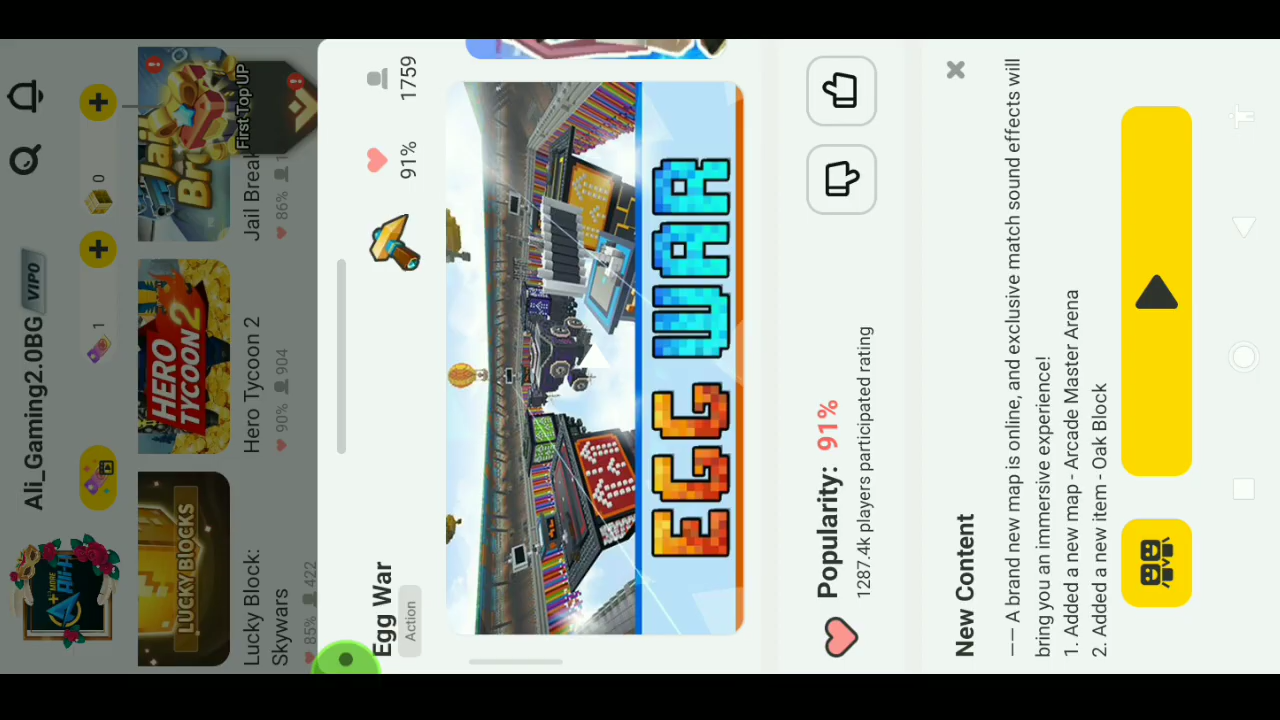 Ali_Gaming2.0BG VIP0
1
0
LUCKY BLOCKS
HERO
TYCOON 2
Jail
Br
First Top UP
Lucky Block:
Skywars
85% 422
Hero Tycoon 2
90% 904
Jail Break
86% 1
Egg War
Action
91%
1759
EGG WAR
Popularity: 91%
1287.4k players participated rating
New Content
—— A brand new map is online, and exclusive match sound effects will
bring you an immersive experience!
1. Added a new map - Arcade Master Arena
2. Added a new item - Oak Block